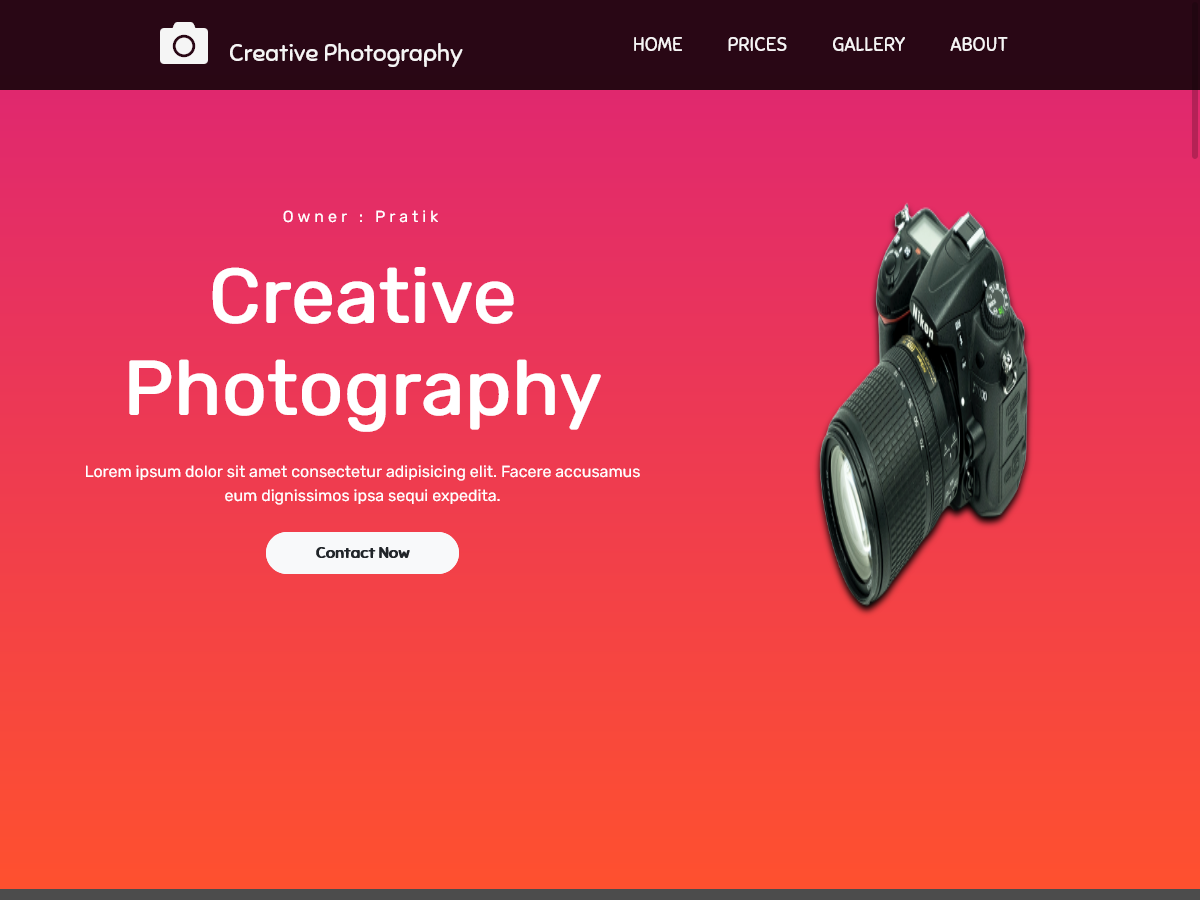 Creative Photography
HOME PRICES GALLERY ABOUT
Owner : Pratik
Creative
Photography
Lorem ipsum dolor sit amet consectetur adipisicing elit. Facere accusamus
eum dignissimos ipsa sequi expedita.
Contact Now
Nikon